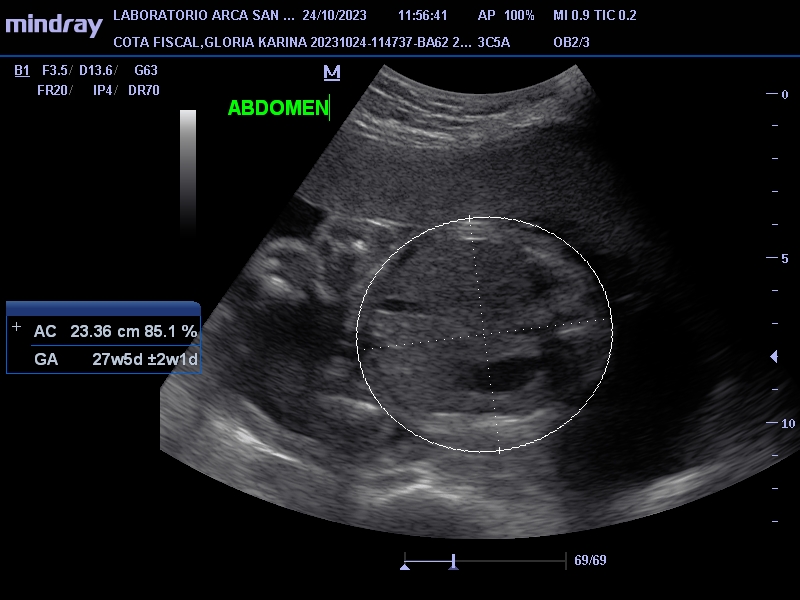 mindray
LABORATORIO ARCA SAN ... 24/10/2023 11:56:41 AP 100% MI 0.9 TIC 0.2
COTA FISCAL,GLORIA KARINA 20231024-114737-BA62 2... 3C5A OB2/3
B1 F3.5/ D13.6/ G63
FR20/ IP4/ DR70
M
ABDOMEN
0
5
10
+ AC 23.36 cm 85.1 %
GA 27w5d ±2w1d
69/69